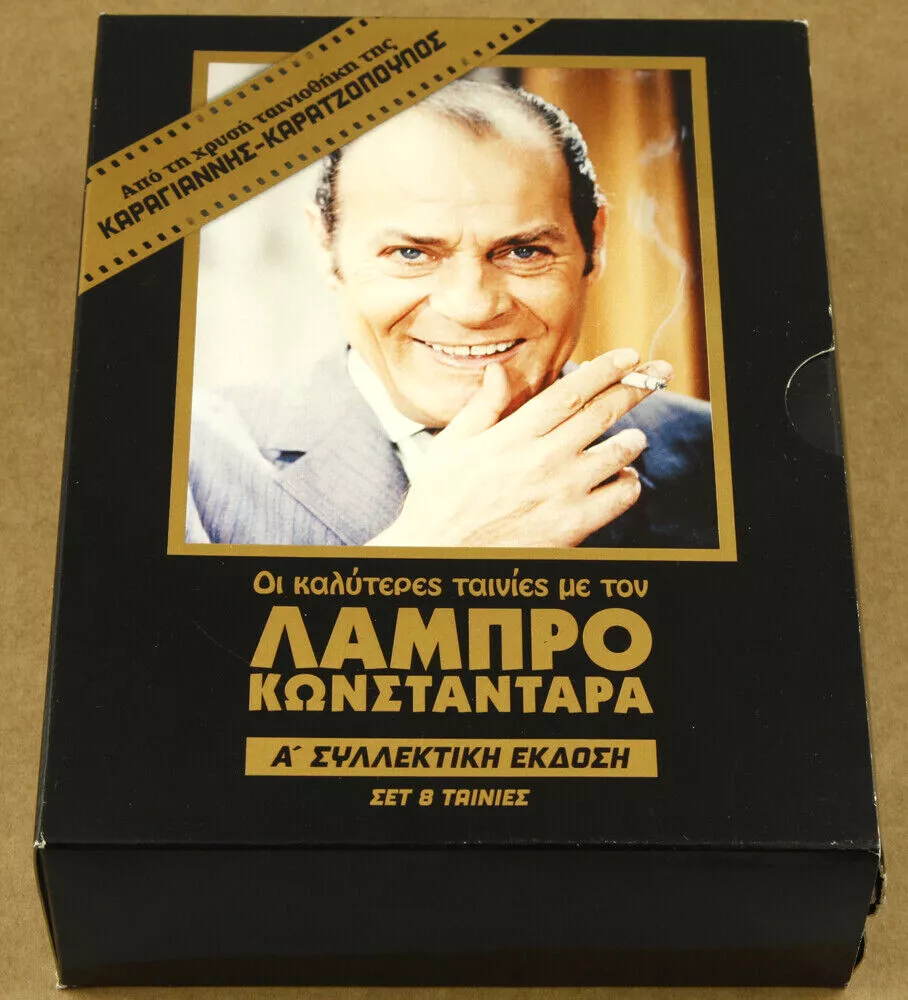 Από τη χρυσή ταινιοθήκη της
ΚΑΡΑΓΙΑΝΝΗΣ-ΚΑΡΑΤΖΟΠΟΥΛΟΣ
Οι καλύτερες ταινίες με τον
ΛΑΜΠΡΟ
ΚΩΝΣΤΑΝΤΑΡΑ
Α΄ ΣΥΛΛΕΚΤΙΚΗ ΕΚΔΟΣΗ
ΣΕΤ 8 ΤΑΙΝΙΕΣ